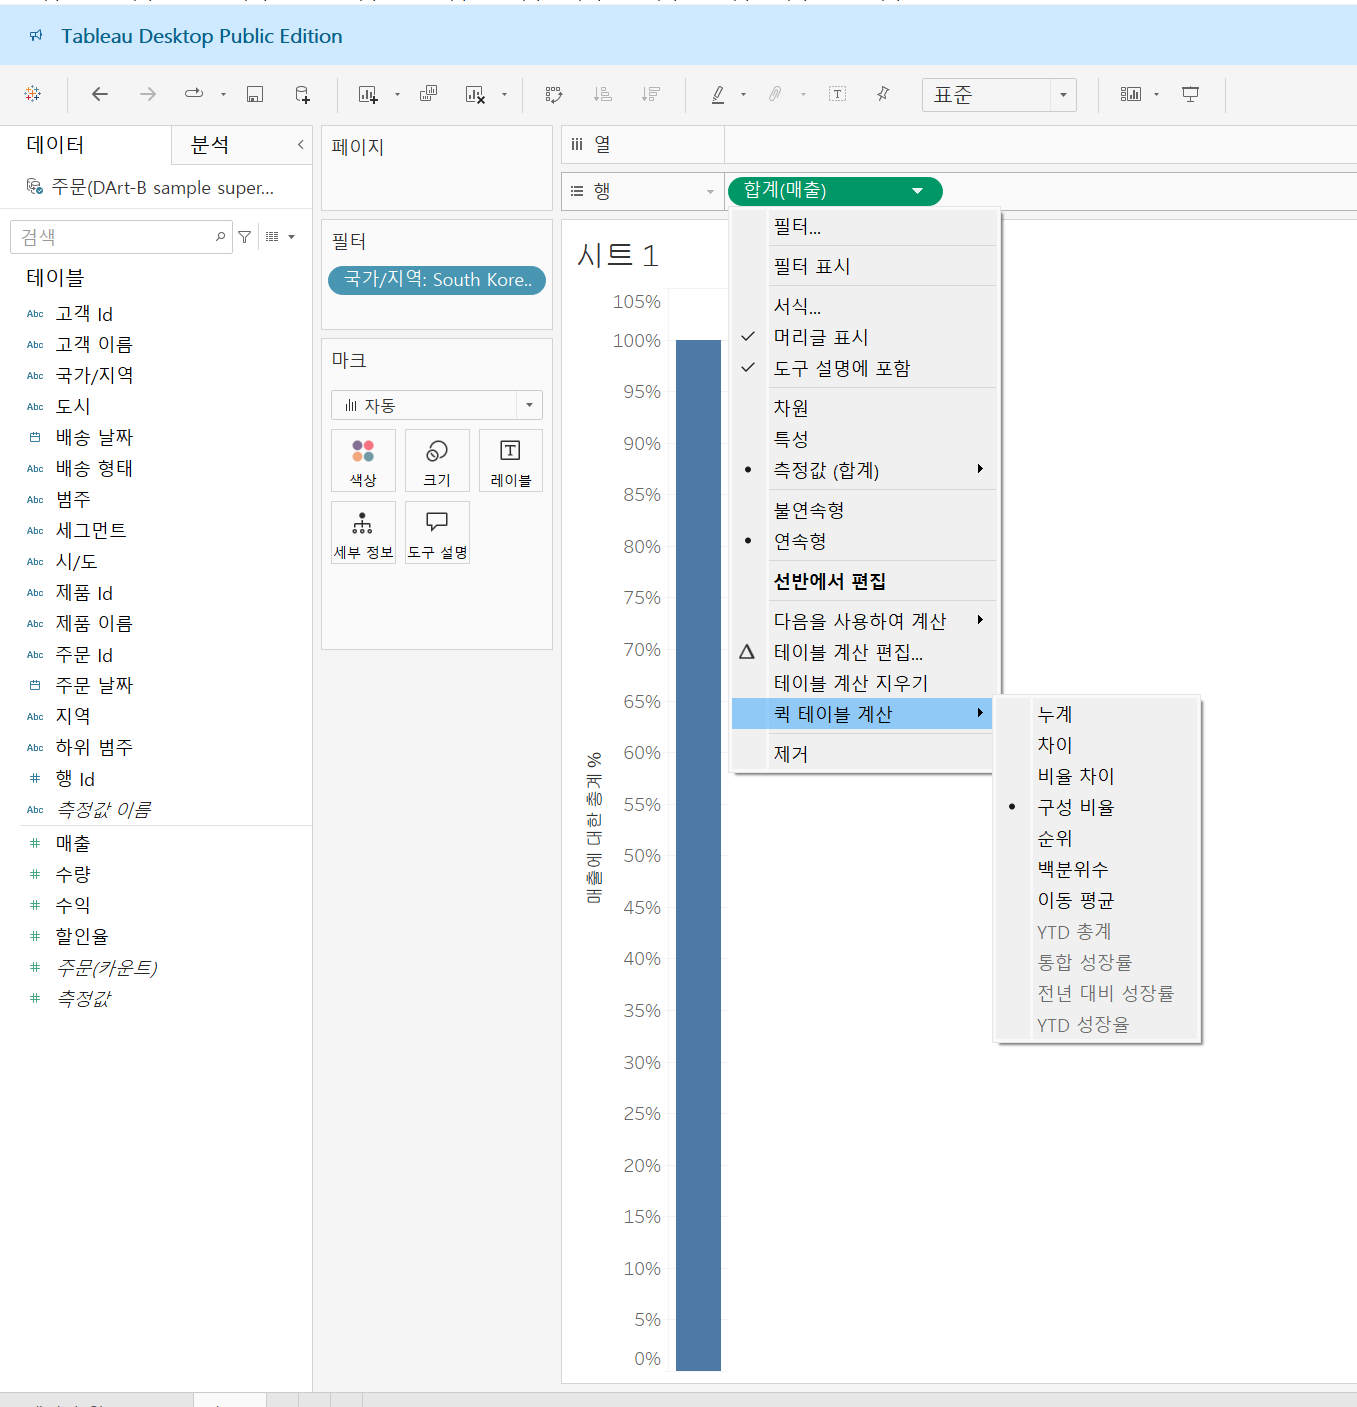 Tableau Desktop Public Edition
표준
데이터
분석
주문(DArt-B sample super...
검색
테이블
Abc 고객 Id
Abc 고객 이름
Abc 국가/지역
Abc 도시
배송 날짜
Abc 배송 형태
Abc 범주
Abc 세그먼트
Abc 시/도
Abc 제품 Id
Abc 제품 이름
Abc 주문 Id
주문 날짜
Abc 지역
Abc 하위 범주
# 행 Id
Abc 측정값 이름
# 매출
# 수량
# 수익
# 할인율
# 주문(카운트)
# 측정값
페이지
필터
국가/지역: South Kore..
마크
자동
색상
크기
레이블
세부 정보
도구 설명
열
행
합계(매출)
시트 1
매출에 대한 총계 %
105%
100%
95%
90%
85%
80%
75%
70%
65%
60%
55%
50%
45%
40%
35%
30%
25%
20%
15%
10%
5%
0%
필터...
필터 표시
서식...
머리글 표시
도구 설명에 포함
차원
특성
측정값 (합계)
불연속형
연속형
선반에서 편집
다음을 사용하여 계산
테이블 계산 편집...
테이블 계산 지우기
퀵 테이블 계산
제거
누계
차이
비율 차이
구성 비율
순위
백분위수
이동 평균
YTD 총계
통합 성장률
전년 대비 성장률
YTD 성장율